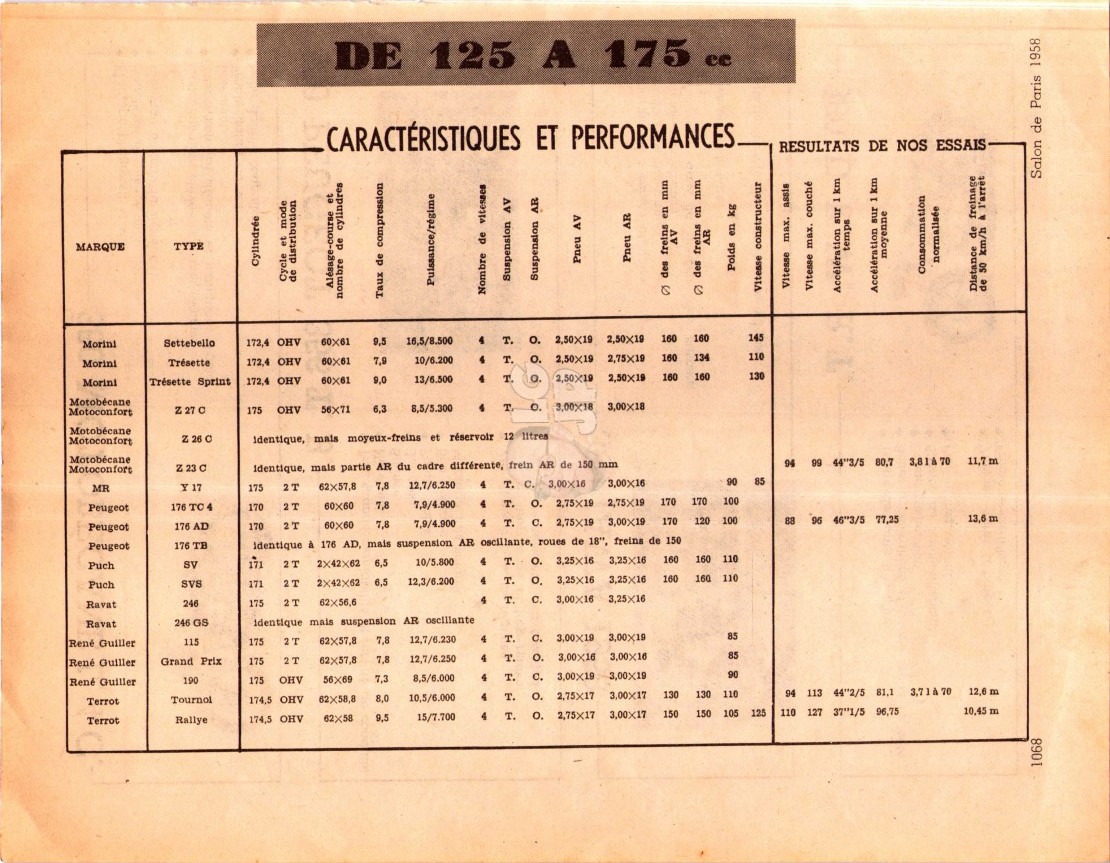 DE 125 A 175 cc
Salon de Paris 1958
CARACTÉRISTIQUES ET PERFORMANCES
RESULTATS DE NOS ESSAIS
MARQUE
TYPE
Cylindrée
Cycle et mode de distribution
Alésage-course et nombre de cylindres
Taux de compression
Puissance/régime
Nombre de vitesses
Suspension AV
Suspension AR
Pneu AV
Pneu AR
∅ des freins en mm AV
∅ des freins en mm AR
Poids en kg
Vitesse constructeur
Vitesse max. assis
Vitesse max. couché
Accélération sur 1 km temps
Accélération sur 1 km moyenne
Consommation normalisée
Distance de freinage de 50 km/h à l'arrêt
Morini Settebello 172,4 OHV 60×61 9,5 16,5/8.500 4 T. O. 2,50×19 2,50×19 160 160 145
Morini Trésette 172,4 OHV 60×61 7,9 10/6.200 4 T. O. 2,50×19 2,75×19 160 134 110
Morini Trésette Sprint 172,4 OHV 60×61 9,0 13/6.500 4 T. O. 2,50×19 2,50×19 160 160 130
Motobécane Motoconfort Z 27 C 175 OHV 56×71 6,3 8,5/5.300 4 T. O. 3,00×18 3,00×18
Motobécane Motoconfort Z 26 C identique, mais moyeux-freins et réservoir 12 litres
Motobécane Motoconfort Z 23 C identique, mais partie AR du cadre différente, frein AR de 150 mm 94 99 44"3/5 80,7 3,8 l à 70 11,7 m
MR Y 17 175 2 T 62×57,8 7,8 12,7/6.250 4 T. C. 3,00×16 3,00×16 90 85
Peugeot 176 TC 4 170 2 T 60×60 7,8 7,9/4.900 4 T. O. 2,75×19 2,75×19 170 170 100
Peugeot 176 AD 170 2 T 60×60 7,8 7,9/4.900 4 T. C. 2,75×19 3,00×19 170 120 100 88 96 46"3/5 77,25 13,6 m
Peugeot 176 TB identique à 176 AD, mais suspension AR oscillante, roues de 18", freins de 150
Puch SV 171 2 T 2×42×62 6,5 10/5.800 4 T. O. 3,25×16 3,25×16 160 160 110
Puch SVS 171 2 T 2×42×62 6,5 12,3/6.200 4 T. O. 3,25×16 3,25×16 160 160 110
Ravat 246 175 2 T 62×56,6 4 T. C. 3,00×16 3,25×16
Ravat 246 GS identique mais suspension AR oscillante
René Guiller 115 175 2 T 62×57,8 7,8 12,7/6.230 4 T. C. 3,00×19 3,00×19 85
René Guiller Grand Prix 175 2 T 62×57,8 7,8 12,7/6.250 4 T. O. 3,00×16 3,00×16 85
René Guiller 190 175 OHV 56×69 7,3 8,5/6.000 4 T. C. 3,00×19 3,00×19 90
Terrot Tournoi 174,5 OHV 62×58,8 8,0 10,5/6.000 4 T. O. 2,75×17 3,00×17 130 130 110 94 113 44"2/5 81,1 3,7 l à 70 12,6 m
Terrot Rallye 174,5 OHV 62×58 9,5 15/7.700 4 T. O. 2,75×17 3,00×17 150 150 105 125 110 127 37"1/5 96,75 10,45 m
1068